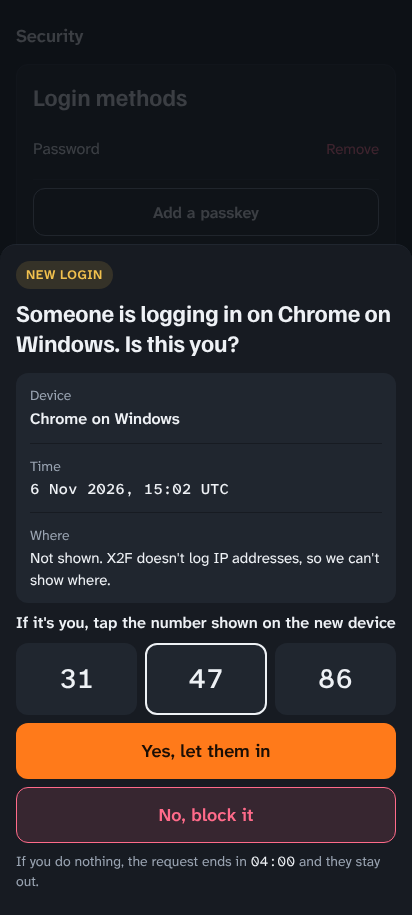 Security
Login methods
Password
Remove
Add a passkey
NEW LOGIN
Someone is logging in on Chrome on
Windows. Is this you?
Device
Chrome on Windows
Time
6 Nov 2026, 15:02 UTC
Where
Not shown. X2F doesn't log IP addresses, so we can't
show where.
If it's you, tap the number shown on the new device
31
47
86
Yes, let them in
No, block it
If you do nothing, the request ends in 04:00 and they stay
out.